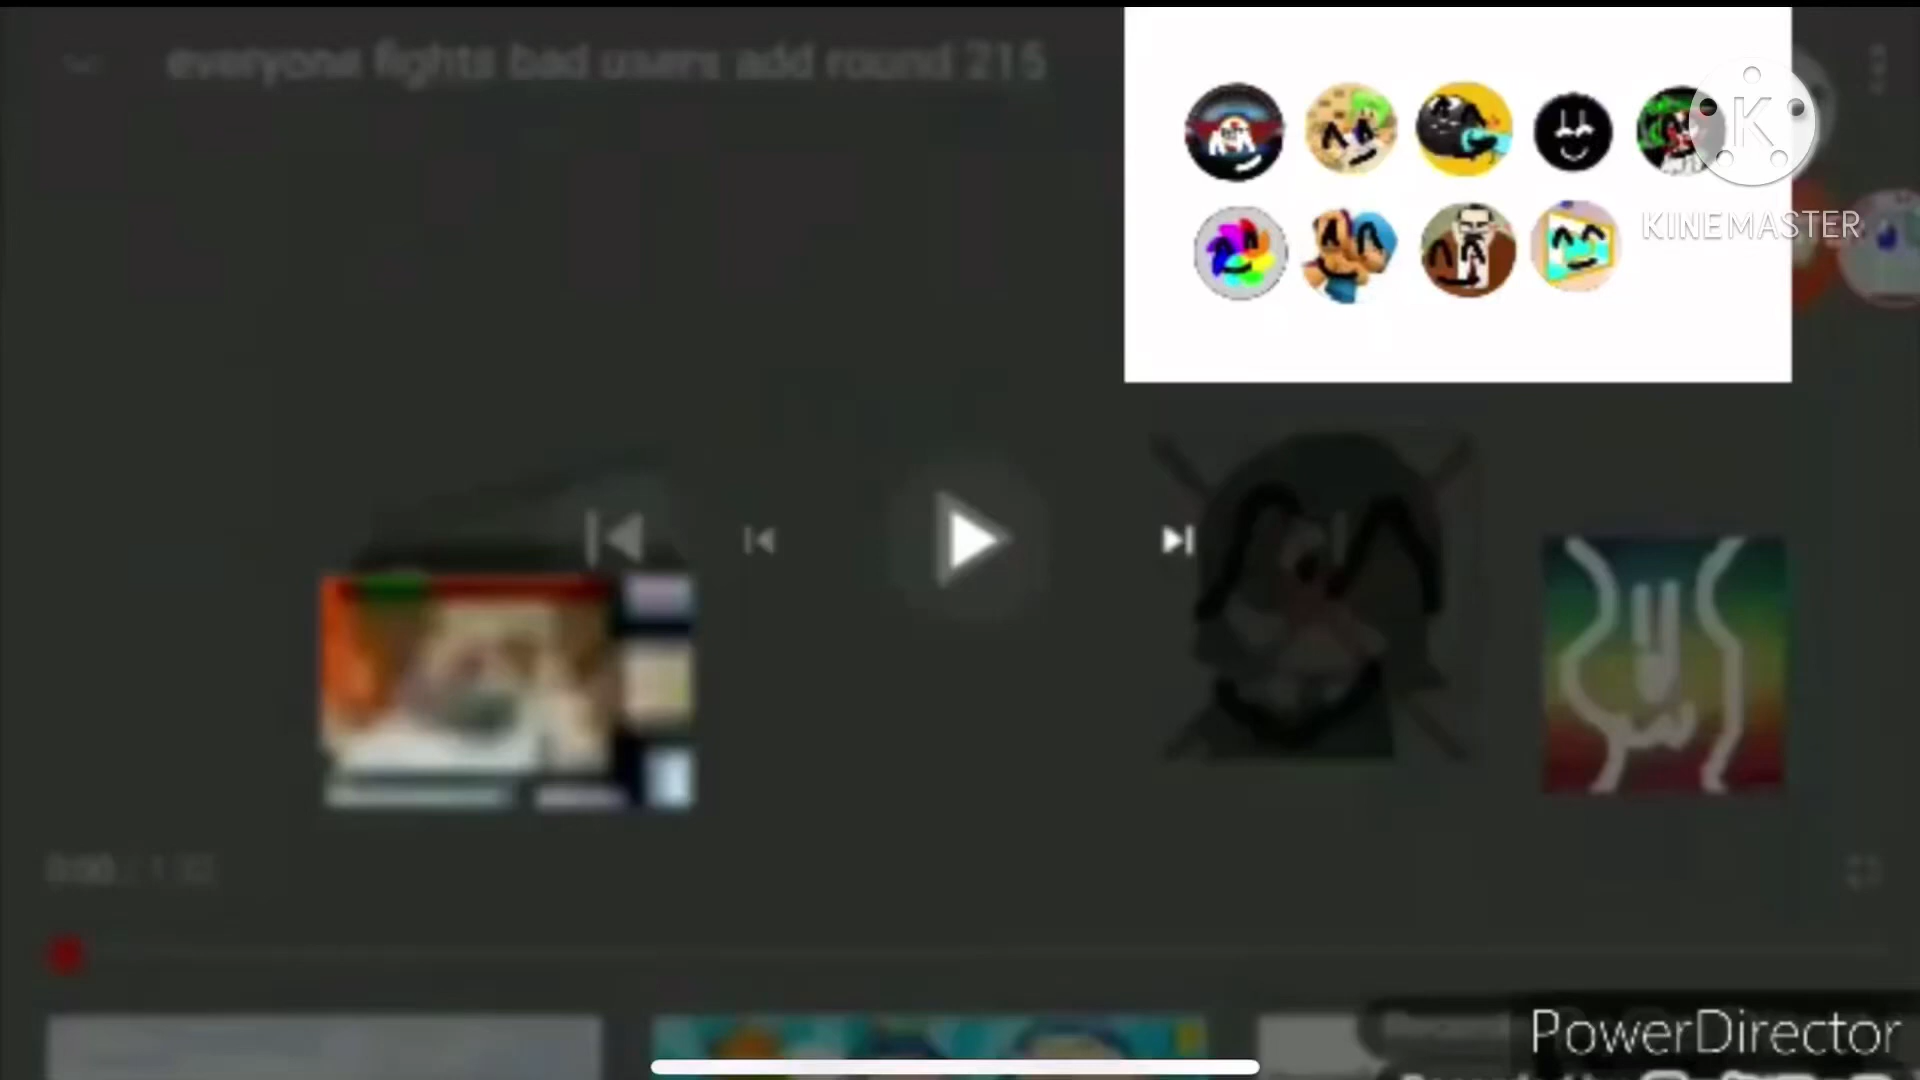 everyone fights bad users add round 215
K
KINEMASTER
PowerDirector